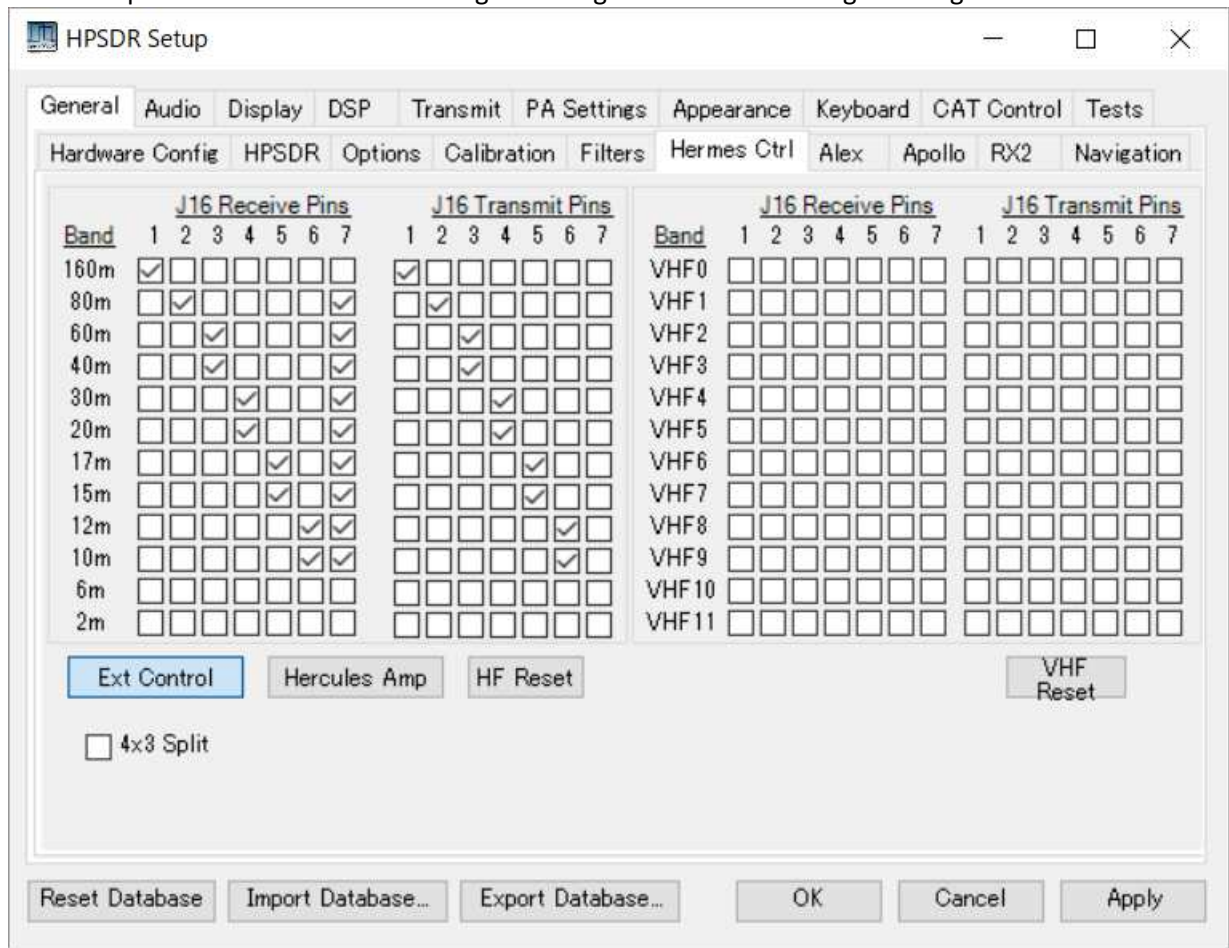 HPSDR Setup
General Audio Display DSP Transmit PA Settings Appearance Keyboard CAT Control Tests
Hardware Config HPSDR Options Calibration Filters Hermes Ctrl Alex Apollo RX2 Navigation
J16 Receive Pins J16 Transmit Pins J16 Receive Pins J16 Transmit Pins
Band 1 2 3 4 5 6 7 1 2 3 4 5 6 7 Band 1 2 3 4 5 6 7 1 2 3 4 5 6 7
160m VHF0
80m VHF1
60m VHF2
40m VHF3
30m VHF4
20m VHF5
17m VHF6
15m VHF7
12m VHF8
10m VHF9
6m VHF10
2m VHF11
Ext Control Hercules Amp HF Reset VHF Reset
4x3 Split
Reset Database Import Database... Export Database... OK Cancel Apply